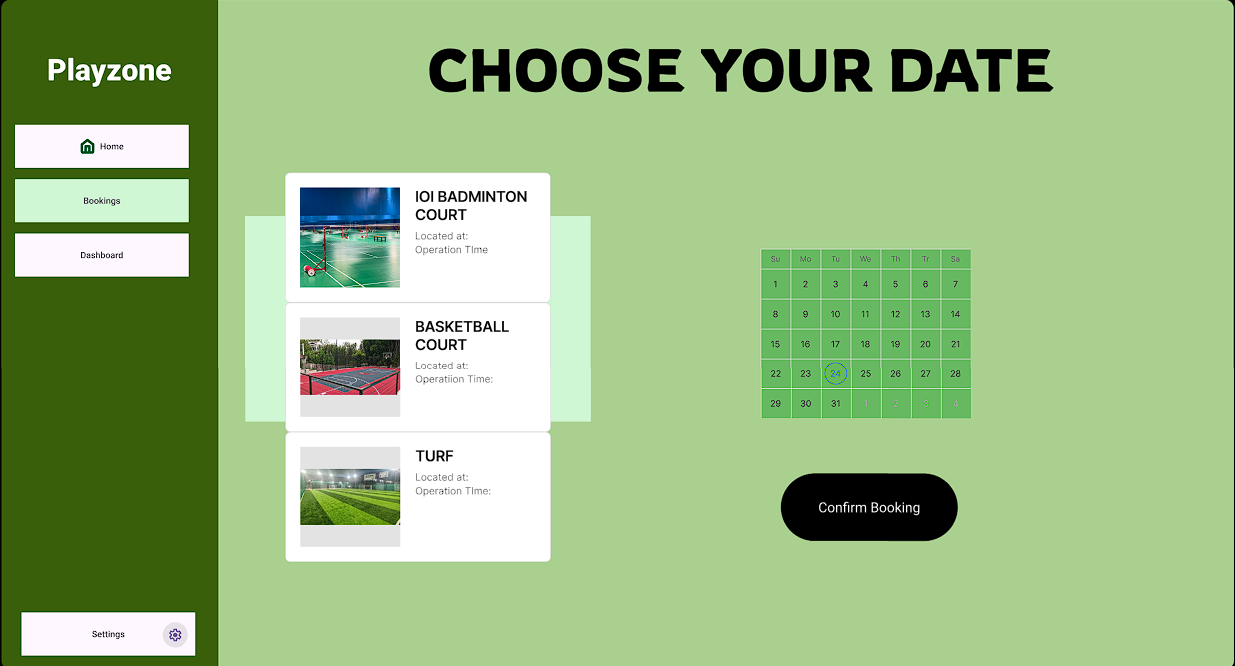 Playzone
Home
Bookings
Dashboard
Settings
CHOOSE YOUR DATE
IOI BADMINTON
COURT
Located at:
Operation TIme
BASKETBALL
COURT
Located at:
Operatiion Time:
TURF
Located at:
Operation TIme:
Su Mo Tu We Th Tr Sa
1 2 3 4 5 6 7
8 9 10 11 12 13 14
15 16 17 18 19 20 21
22 23 24 25 26 27 28
29 30 31 1 2 3 4
Confirm Booking